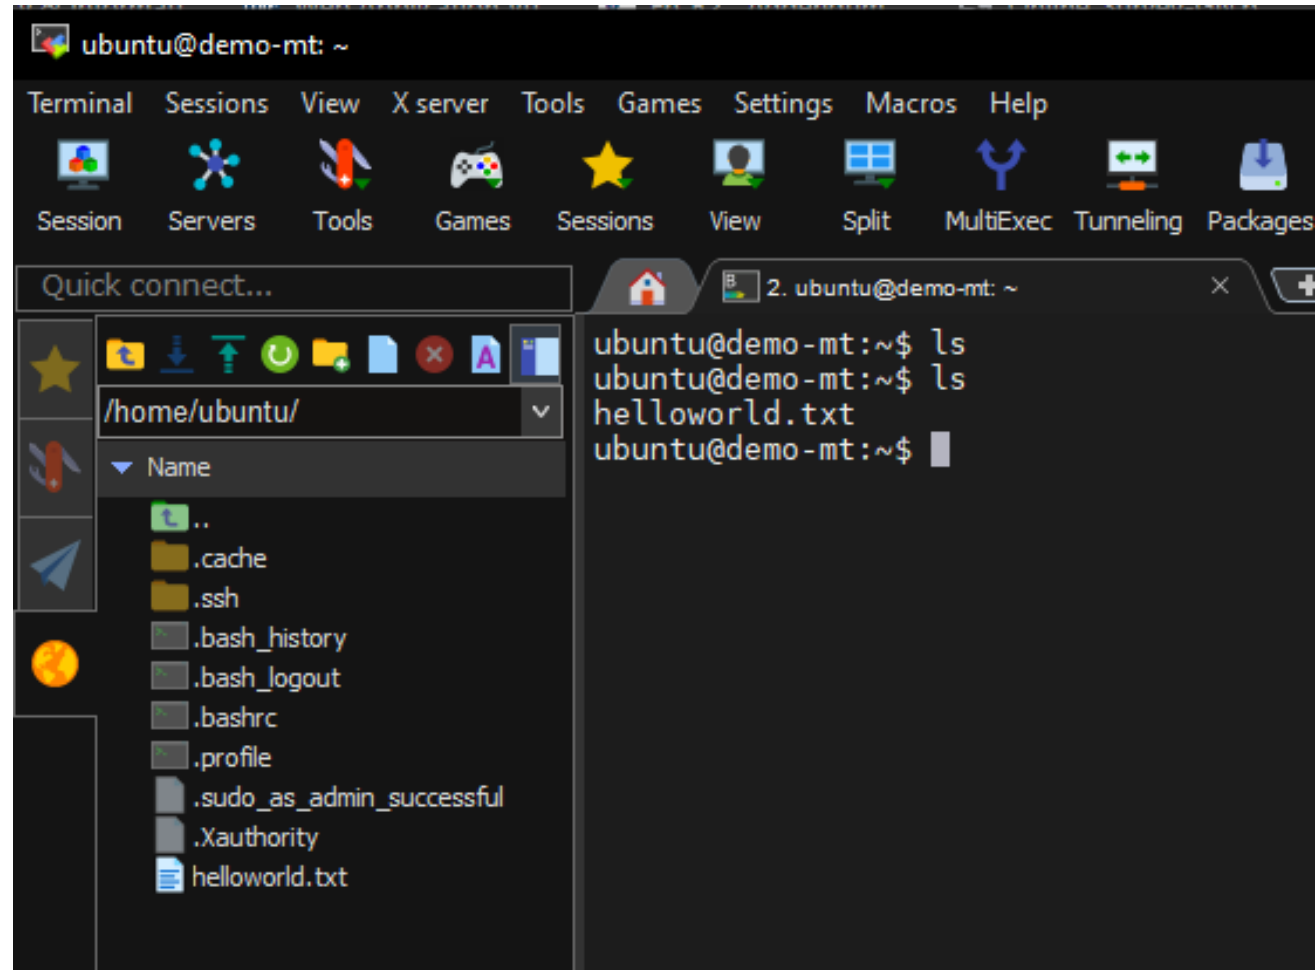 ubuntu@demo-mt: ~
Terminal Sessions View X server Tools Games Settings Macros Help
Session Servers Tools Games Sessions View Split MultiExec Tunneling Packages
Quick connect...
2. ubuntu@demo-mt: ~
/home/ubuntu/
Name
..
.cache
.ssh
.bash_history
.bash_logout
.bashrc
.profile
.sudo_as_admin_successful
.Xauthority
helloworld.txt
ubuntu@demo-mt:~$ ls
ubuntu@demo-mt:~$ ls
helloworld.txt
ubuntu@demo-mt:~$